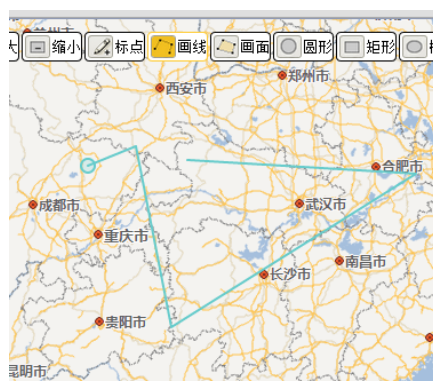 缩小 标点 画线 画面 圆形 矩形
西安市
郑州市
合肥市
成都市
武汉市
重庆市
南昌市
长沙市
贵阳市
昆明市